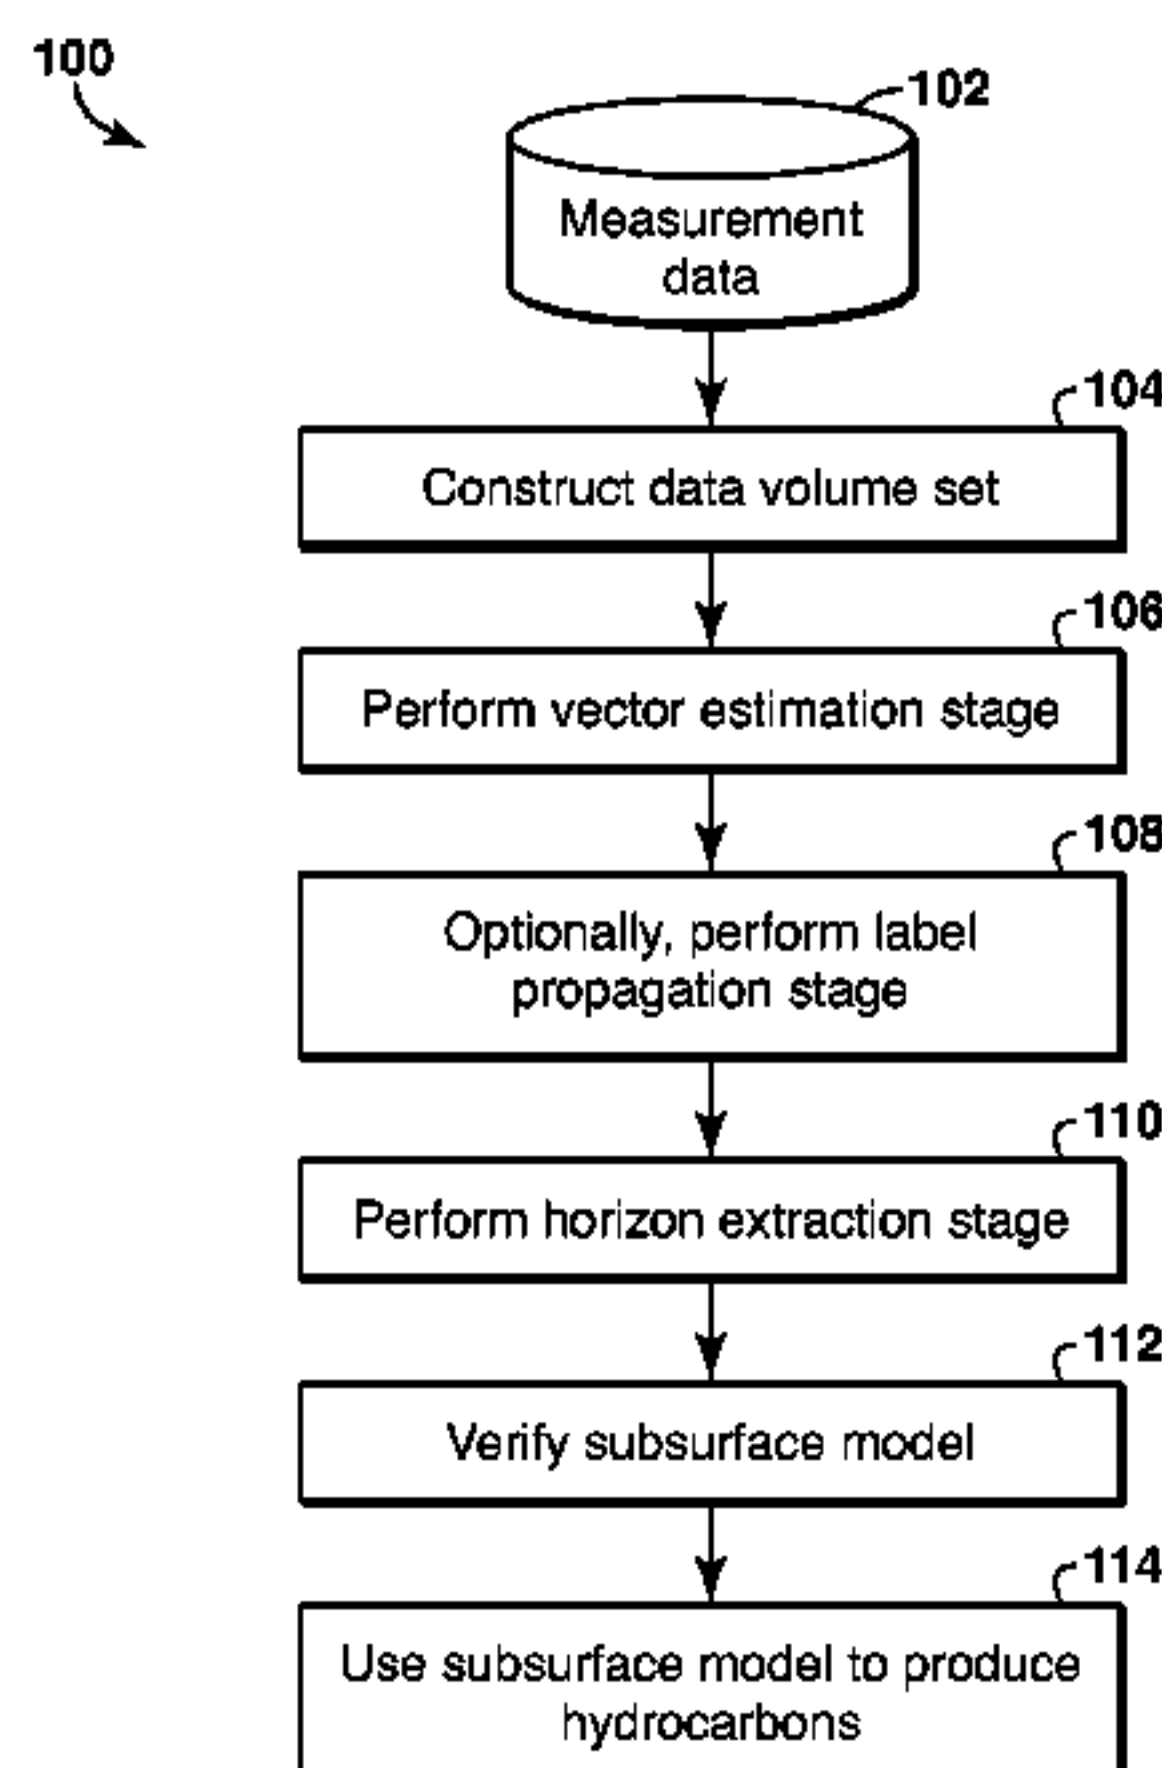 100
102
Measurement
data
104
Construct data volume set
106
Perform vector estimation stage
108
Optionally, perform label
propagation stage
110
Perform horizon extraction stage
112
Verify subsurface model
114
Use subsurface model to produce
hydrocarbons